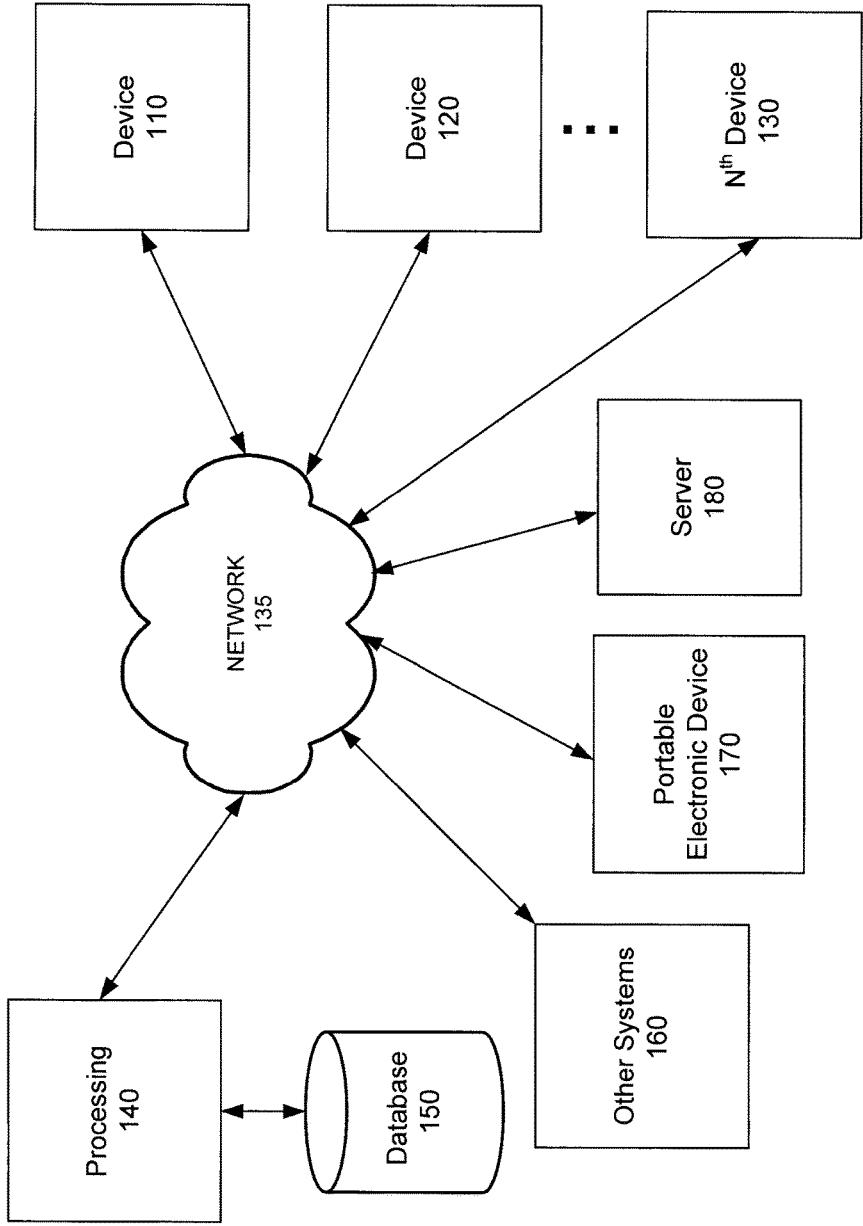 Processing
140
NETWORK
135
Device
110
Database
150
Device
120
Other Systems
160
Portable
Electronic Device
170
Server
180
Nth Device
130